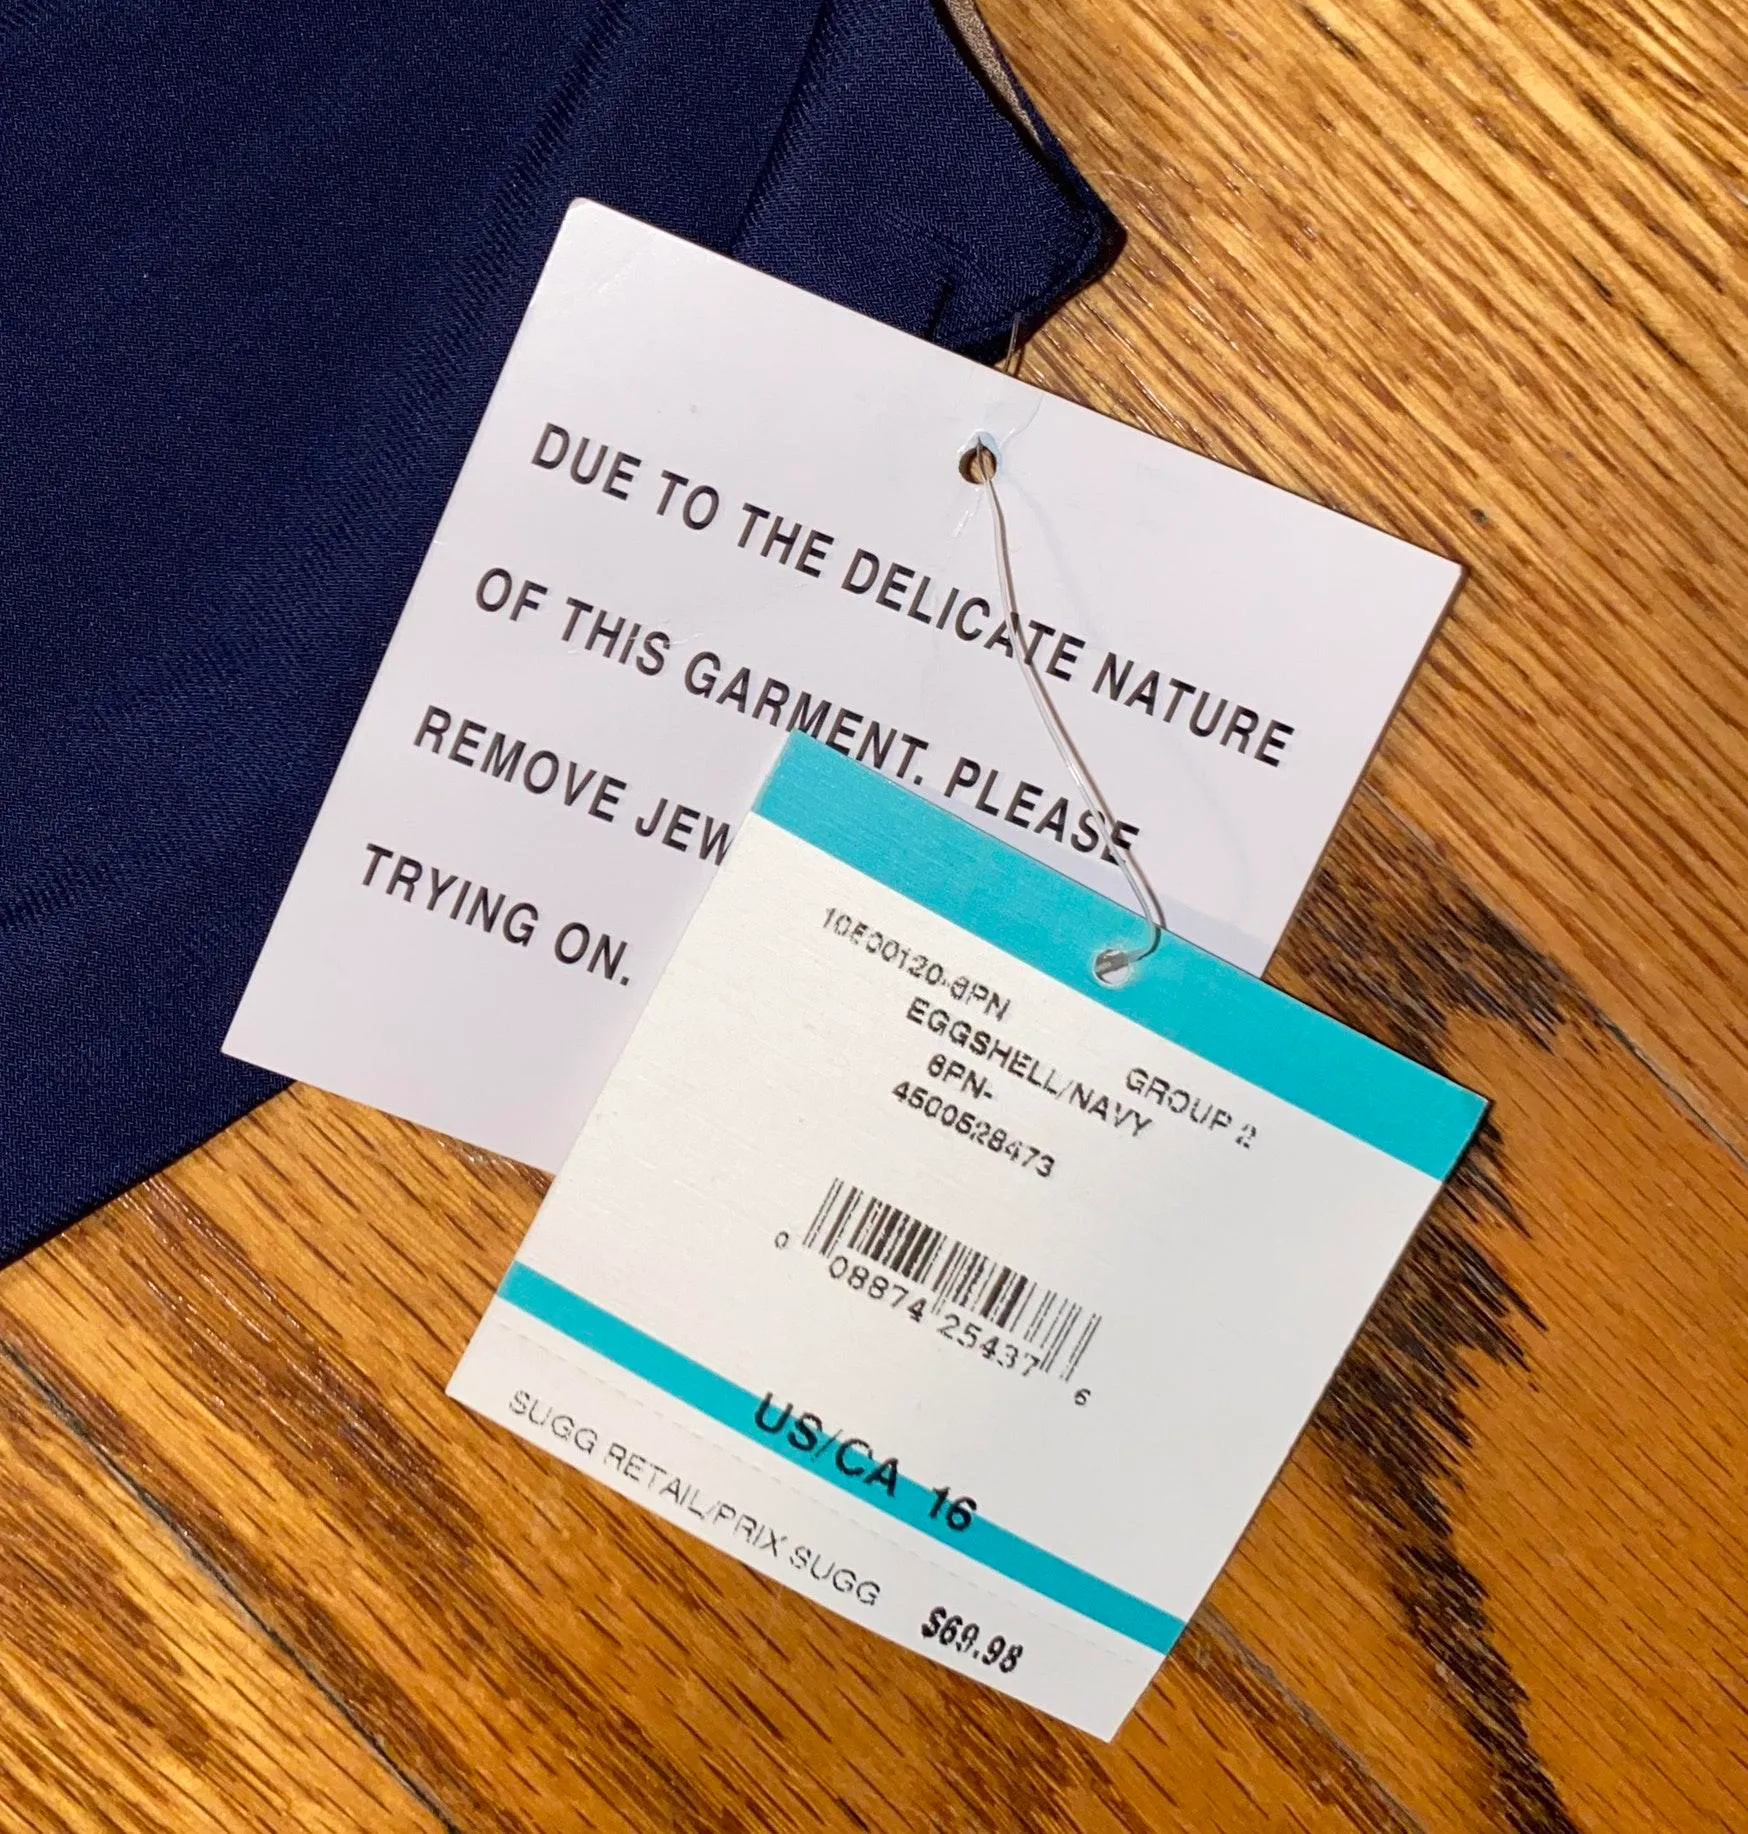 DUE TO THE DELICATE NATURE
OF THIS GARMENT. PLEASE
REMOVE JEW
TRYING ON.
GROUP 2
EGGSHELL/NAVY
4500528473
0 08874 25437 6
US/CA 16
SUGG RETAIL/PRIX SUGG $69.98